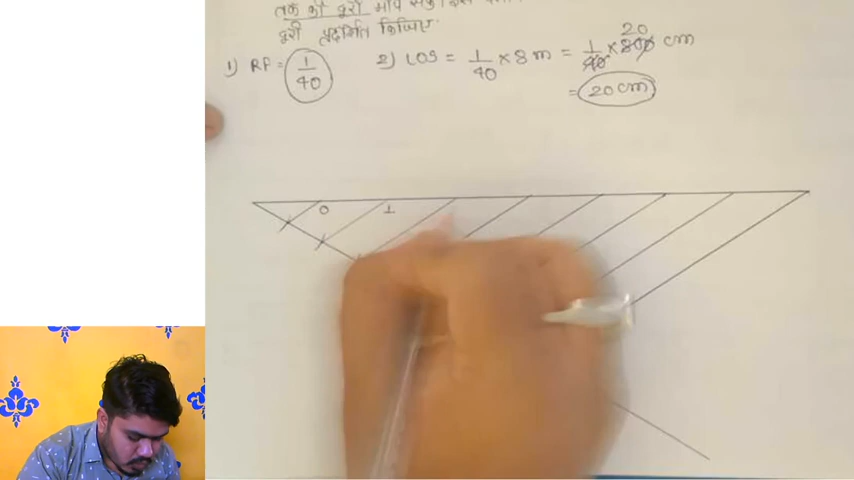 तक की दूरी मापि
दूरी प्रदर्शित किजिए
1) RF = 1/40 2) LOS = 1/40 × 8 m = 1/40 × 800 cm
20
= 20 cm
0 1